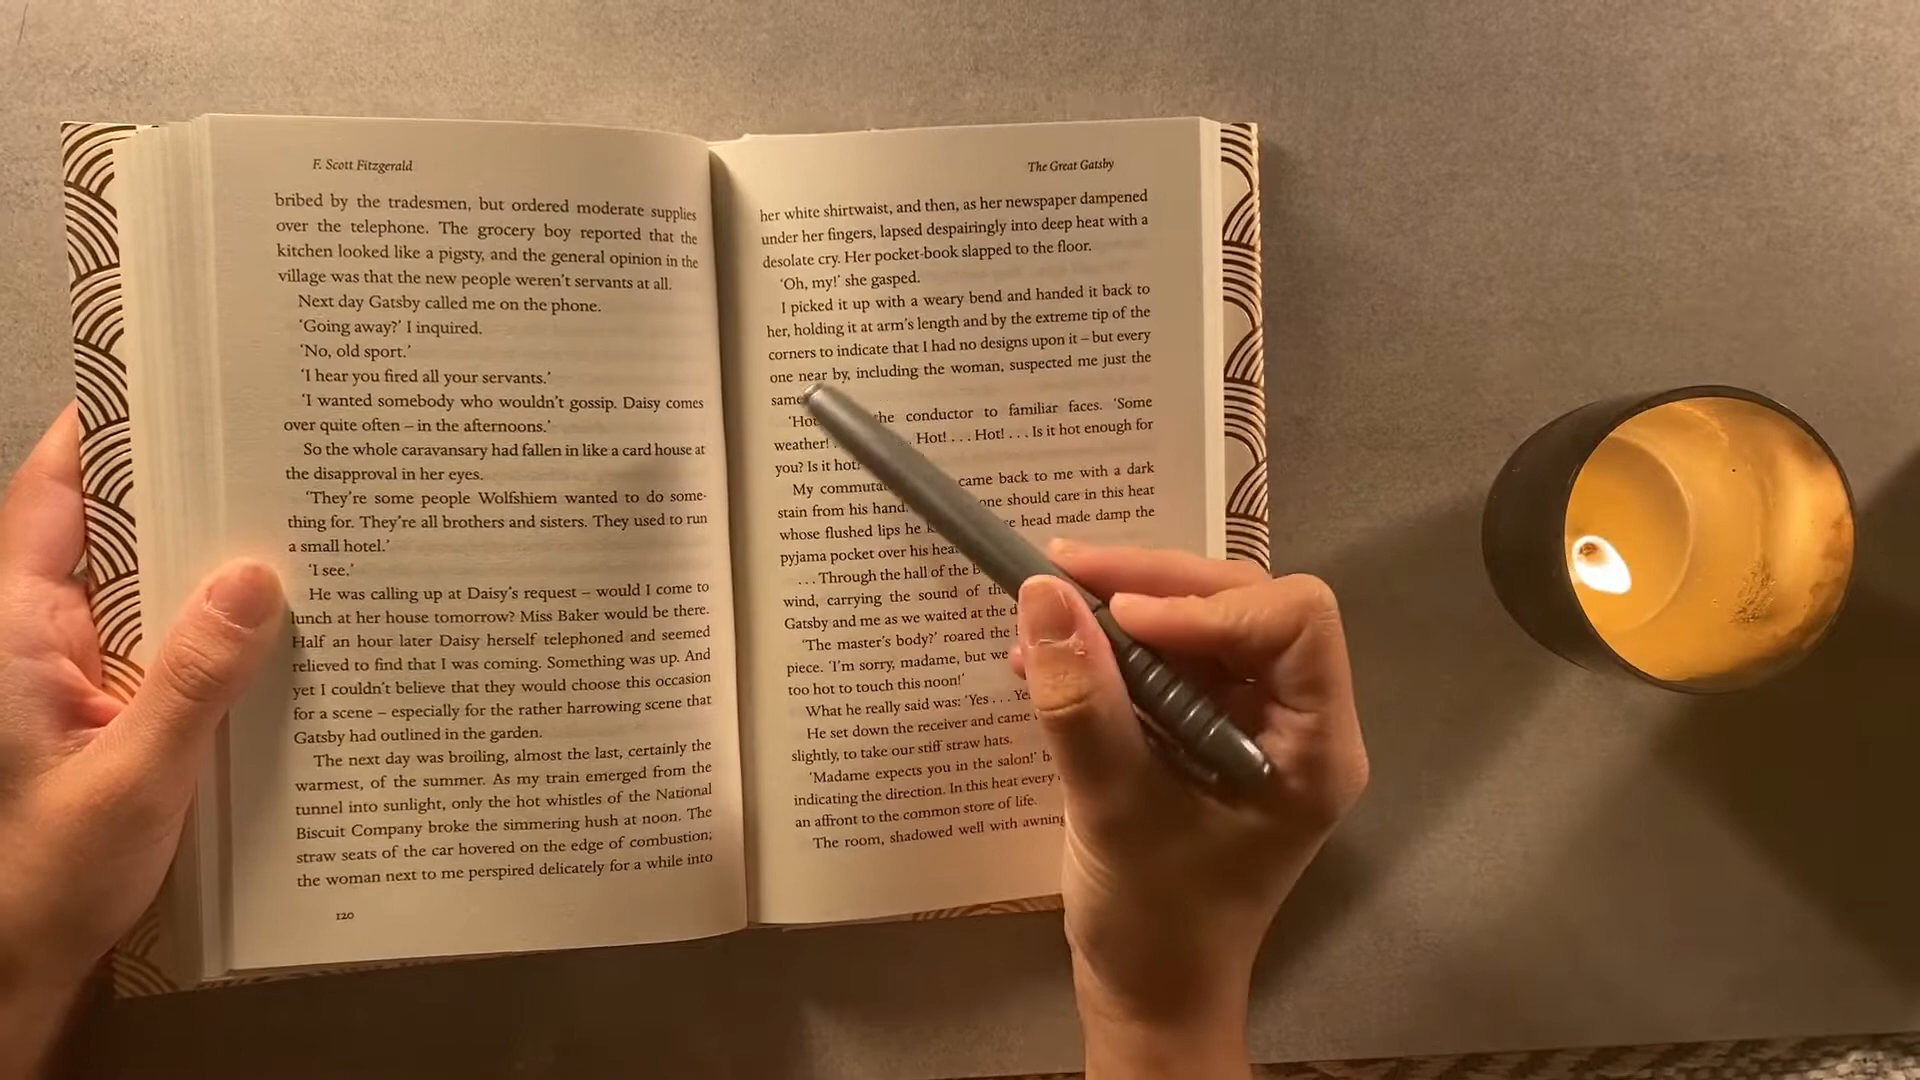 F. Scott Fitzgerald
bribed by the tradesmen, but ordered moderate supplies
over the telephone. The grocery boy reported that the
kitchen looked like a pigsty, and the general opinion in the
village was that the new people weren't servants at all.
Next day Gatsby called me on the phone.
'Going away?' I inquired.
'No, old sport.'
'I hear you fired all your servants.'
'I wanted somebody who wouldn't gossip. Daisy comes
over quite often – in the afternoons.'
So the whole caravansary had fallen in like a card house at
the disapproval in her eyes.
'They're some people Wolfshiem wanted to do some-
thing for. They're all brothers and sisters. They used to run
a small hotel.'
'I see.'
He was calling up at Daisy's request – would I come to
lunch at her house tomorrow? Miss Baker would be there.
Half an hour later Daisy herself telephoned and seemed
relieved to find that I was coming. Something was up. And
yet I couldn't believe that they would choose this occasion
for a scene – especially for the rather harrowing scene that
Gatsby had outlined in the garden.
The next day was broiling, almost the last, certainly the
warmest, of the summer. As my train emerged from the
tunnel into sunlight, only the hot whistles of the National
Biscuit Company broke the simmering hush at noon. The
straw seats of the car hovered on the edge of combustion;
the woman next to me perspired delicately for a while into
120
The Great Gatsby
her white shirtwaist, and then, as her newspaper dampened
under her fingers, lapsed despairingly into deep heat with a
desolate cry. Her pocket-book slapped to the floor.
'Oh, my!' she gasped.
I picked it up with a weary bend and handed it back to
her, holding it at arm's length and by the extreme tip of the
corners to indicate that I had no designs upon it – but every
one near by, including the woman, suspected me just the
same
'Hot the conductor to familiar faces. 'Some
weather! . Hot! . . . Hot! . . . Is it hot enough for
you? Is it hot
My came back to me with a dark
stain from his hand. one should care in this heat
whose flushed lips he head made damp the
pyjama pocket over his
. . . Through the hall of the
wind, carrying the sound of
Gatsby and me as we waited at the
'The master's body?' roared the
piece. 'I'm sorry, madame, but we
too hot to touch this noon!'
What he really said was: 'Yes . . .
He set down the receiver and came
slightly, to take our stiff straw hats.
'Madame expects you in the salon!'
indicating the direction. In this heat every
an affront to the common store of life.
The room, shadowed well with